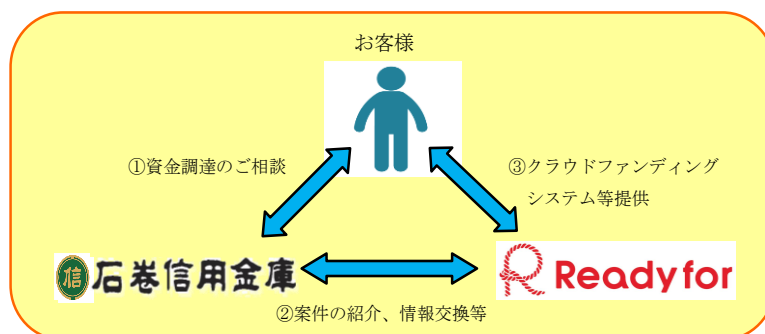 お客様
①資金調達のご相談
③クラウドファンディング
システム等提供
信 石巻信用金庫
Readyfor
②案件の紹介、情報交換等